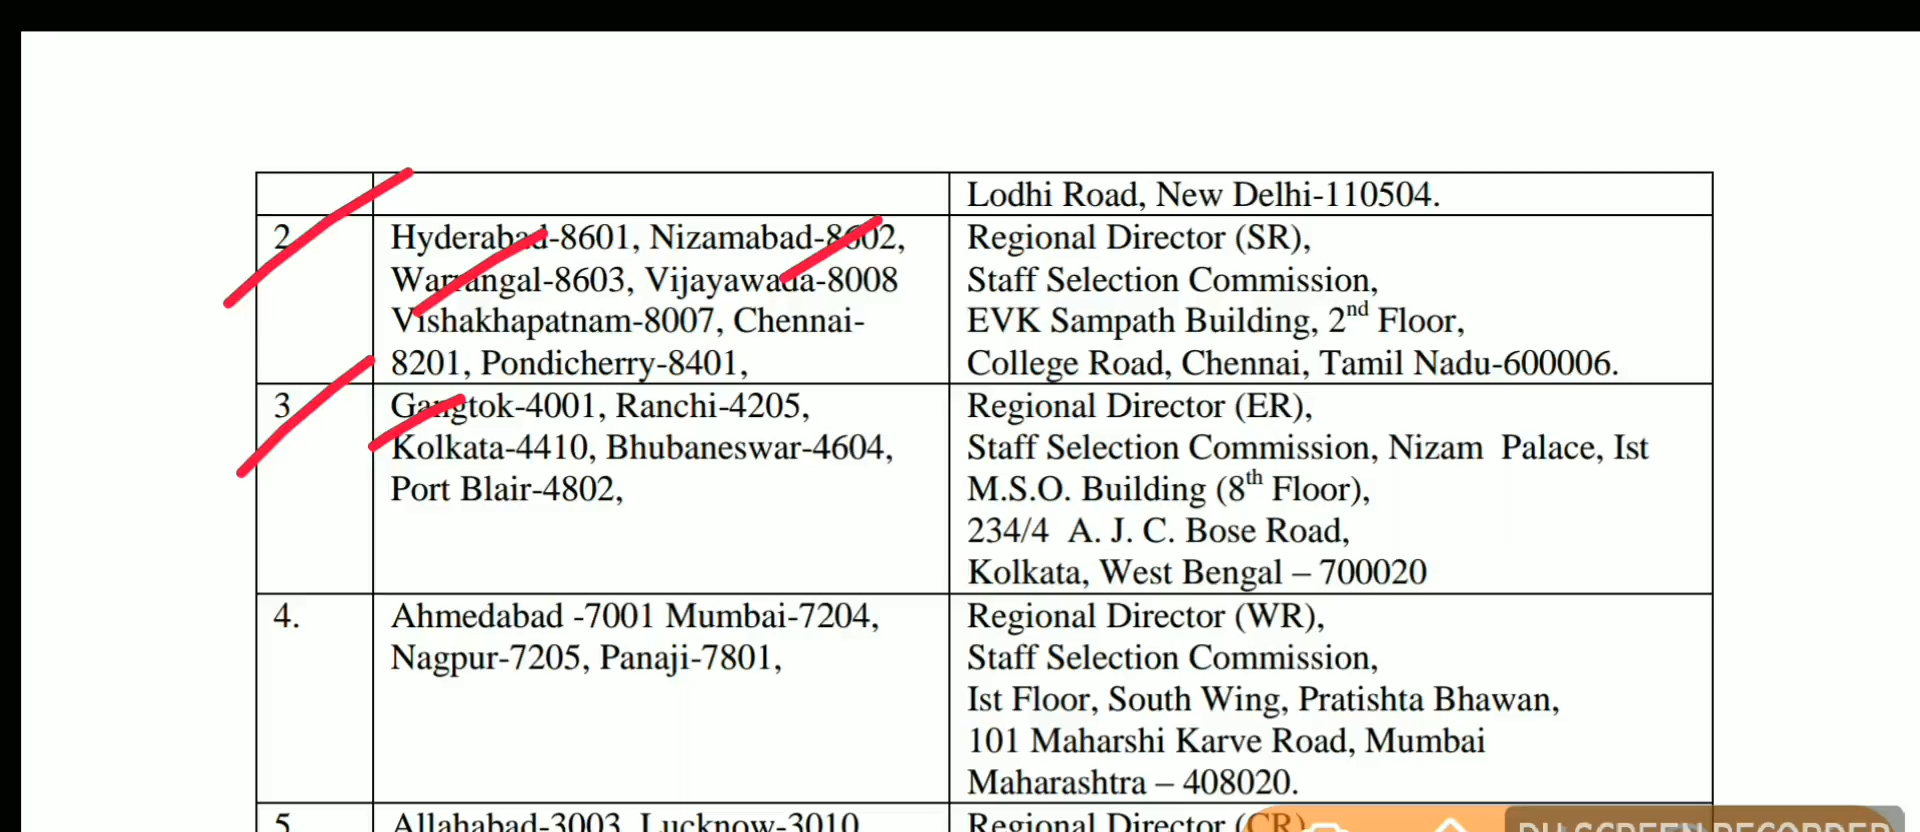 Lodhi Road, New Delhi-110504.
2
Hyderabad-8601, Nizamabad-8602,
Warrangal-8603, Vijayawada-8008
Vishakhapatnam-8007, Chennai-
8201, Pondicherry-8401,
Regional Director (SR),
Staff Selection Commission,
EVK Sampath Building, 2nd Floor,
College Road, Chennai, Tamil Nadu-600006.
3
Gangtok-4001, Ranchi-4205,
Kolkata-4410, Bhubaneswar-4604,
Port Blair-4802,
Regional Director (ER),
Staff Selection Commission, Nizam Palace, Ist
M.S.O. Building (8th Floor),
234/4 A. J. C. Bose Road,
Kolkata, West Bengal – 700020
4.
Ahmedabad -7001 Mumbai-7204,
Nagpur-7205, Panaji-7801,
Regional Director (WR),
Staff Selection Commission,
Ist Floor, South Wing, Pratishta Bhawan,
101 Maharshi Karve Road, Mumbai
Maharashtra – 408020.
5
Allahabad-3003, Lucknow-3010
Regional Director (CR)
DU SCREEN RECORDER